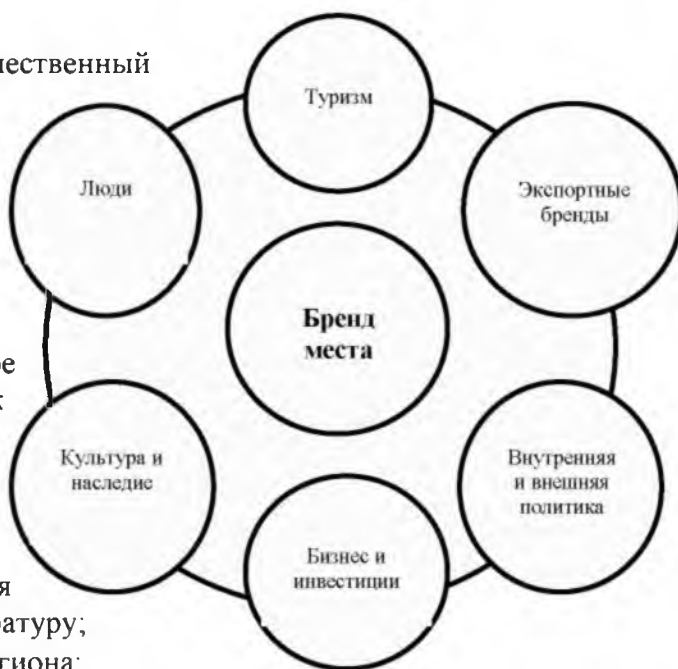 Туризм
Люди
Экспортные
бренды
Бренд
места
Культура и
наследие
Внутренняя
и внешняя
политика
Бизнес и
инвестиции